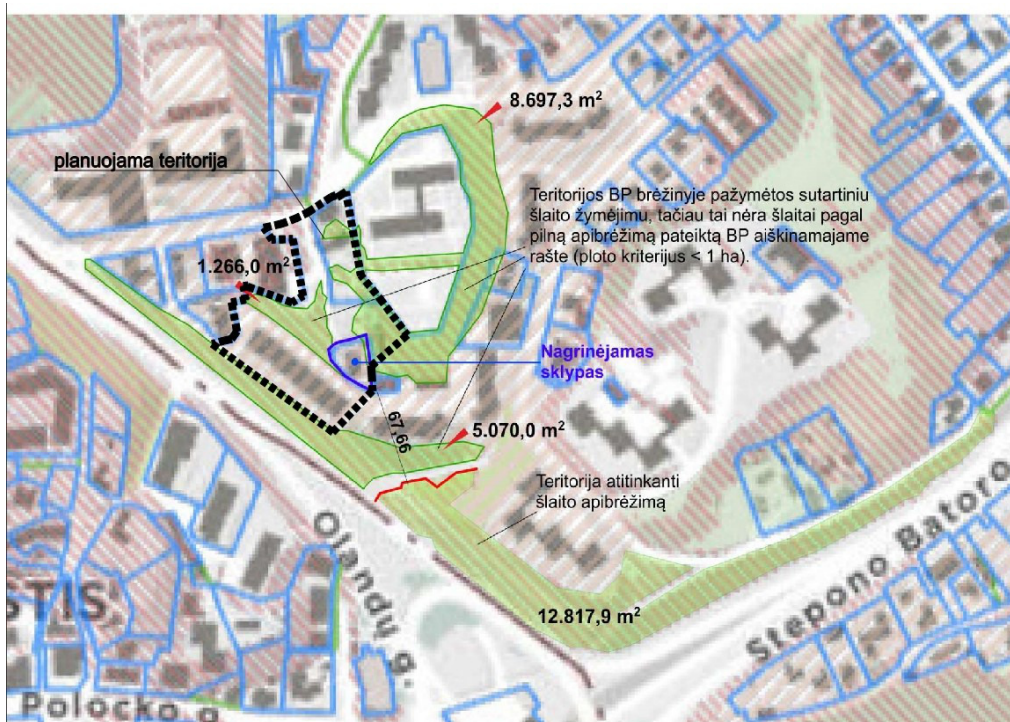 8.697,3 m²
planuojama teritorija
Teritorijos BP brėžinyje pažymėtos sutartiniu
šlaito žymėjimu, tačiau tai nėra šlaitai pagal
pilną apibrėžimą pateiktą BP aiškinamajame
rašte (ploto kriterijus < 1 ha).
1.266,0 m²
Nagrinėjamas
sklypas
67,66
5.070,0 m²
Teritorija atitinkanti
šlaito apibrėžimą
Olandų g.
Stepono Batoro
STIS
12.817,9 m²
Polocko g